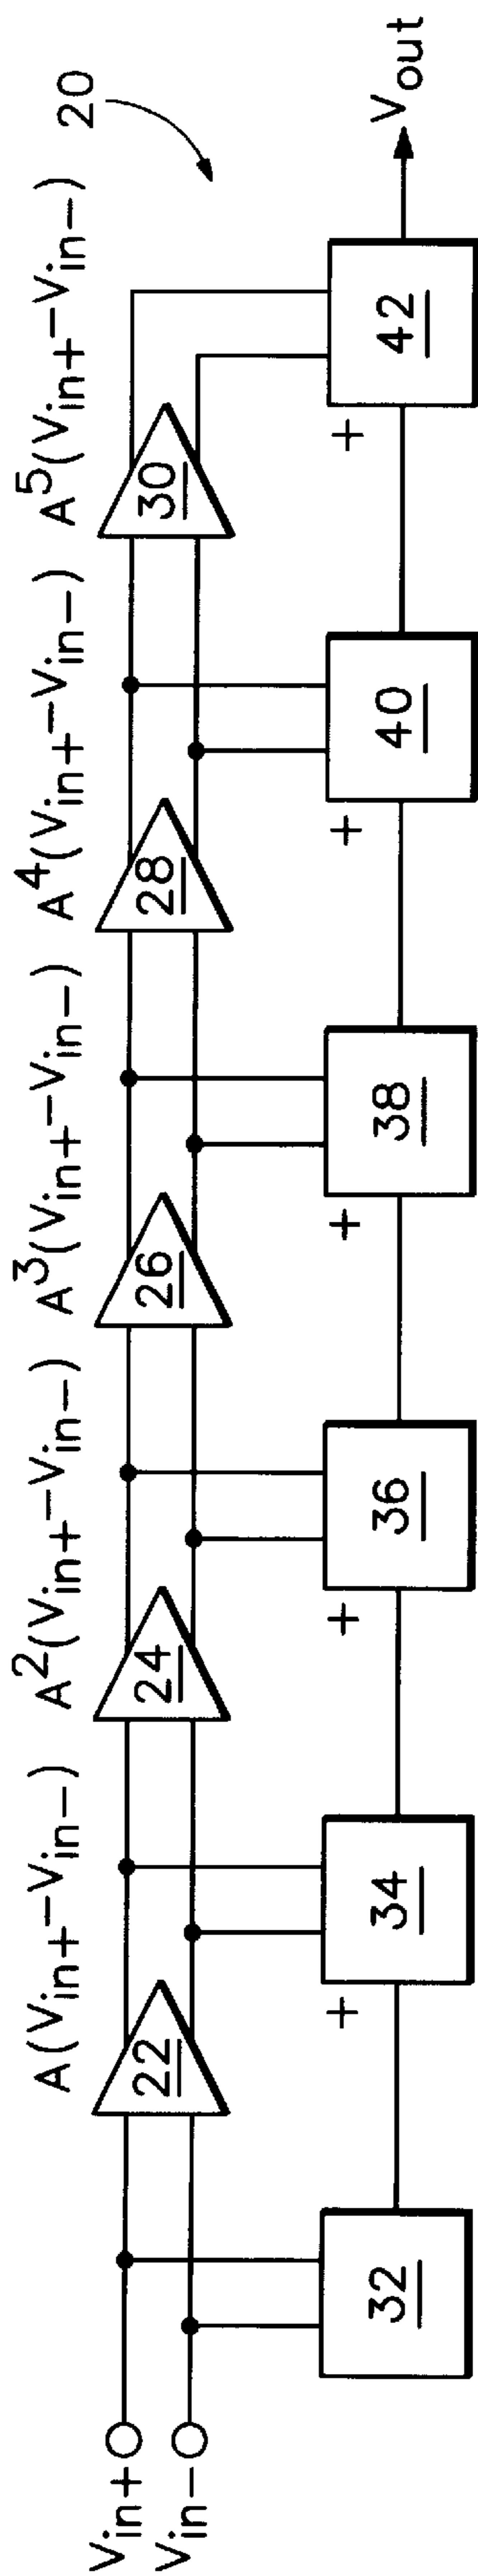 A(Vin+−Vin−) A²(Vin+−Vin−) A³(Vin+−Vin−) A⁴(Vin+−Vin−) A⁵(Vin+−Vin−) 20
Vin+
Vin−
22 24 26 28 30
+ + + + +
32 34 36 38 40 42 Vout